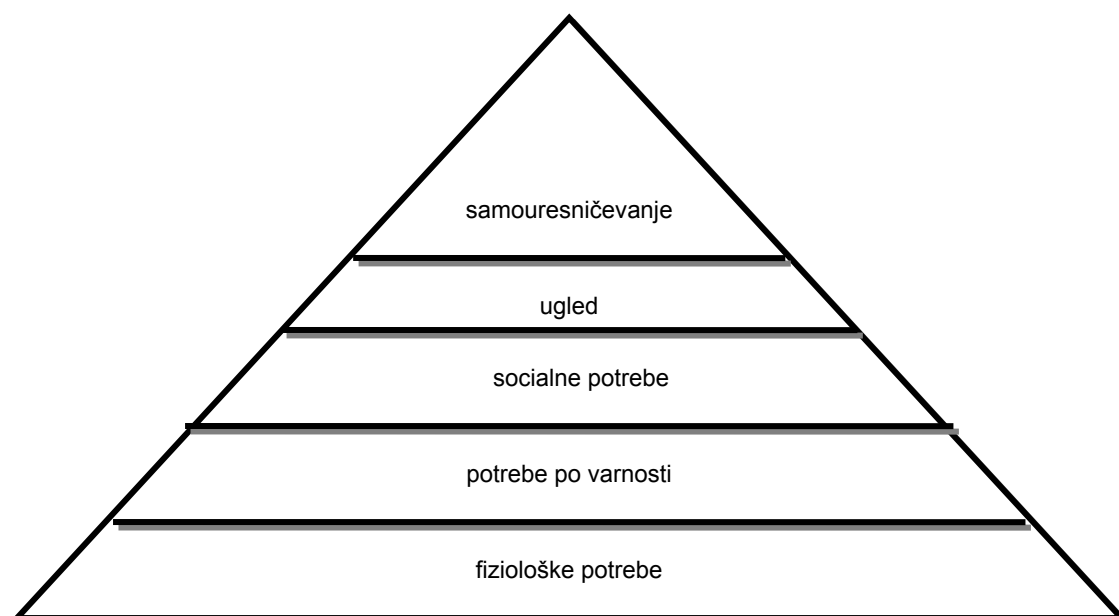 samouresničevanje
ugled
socialne potrebe
potrebe po varnosti
fiziološke potrebe